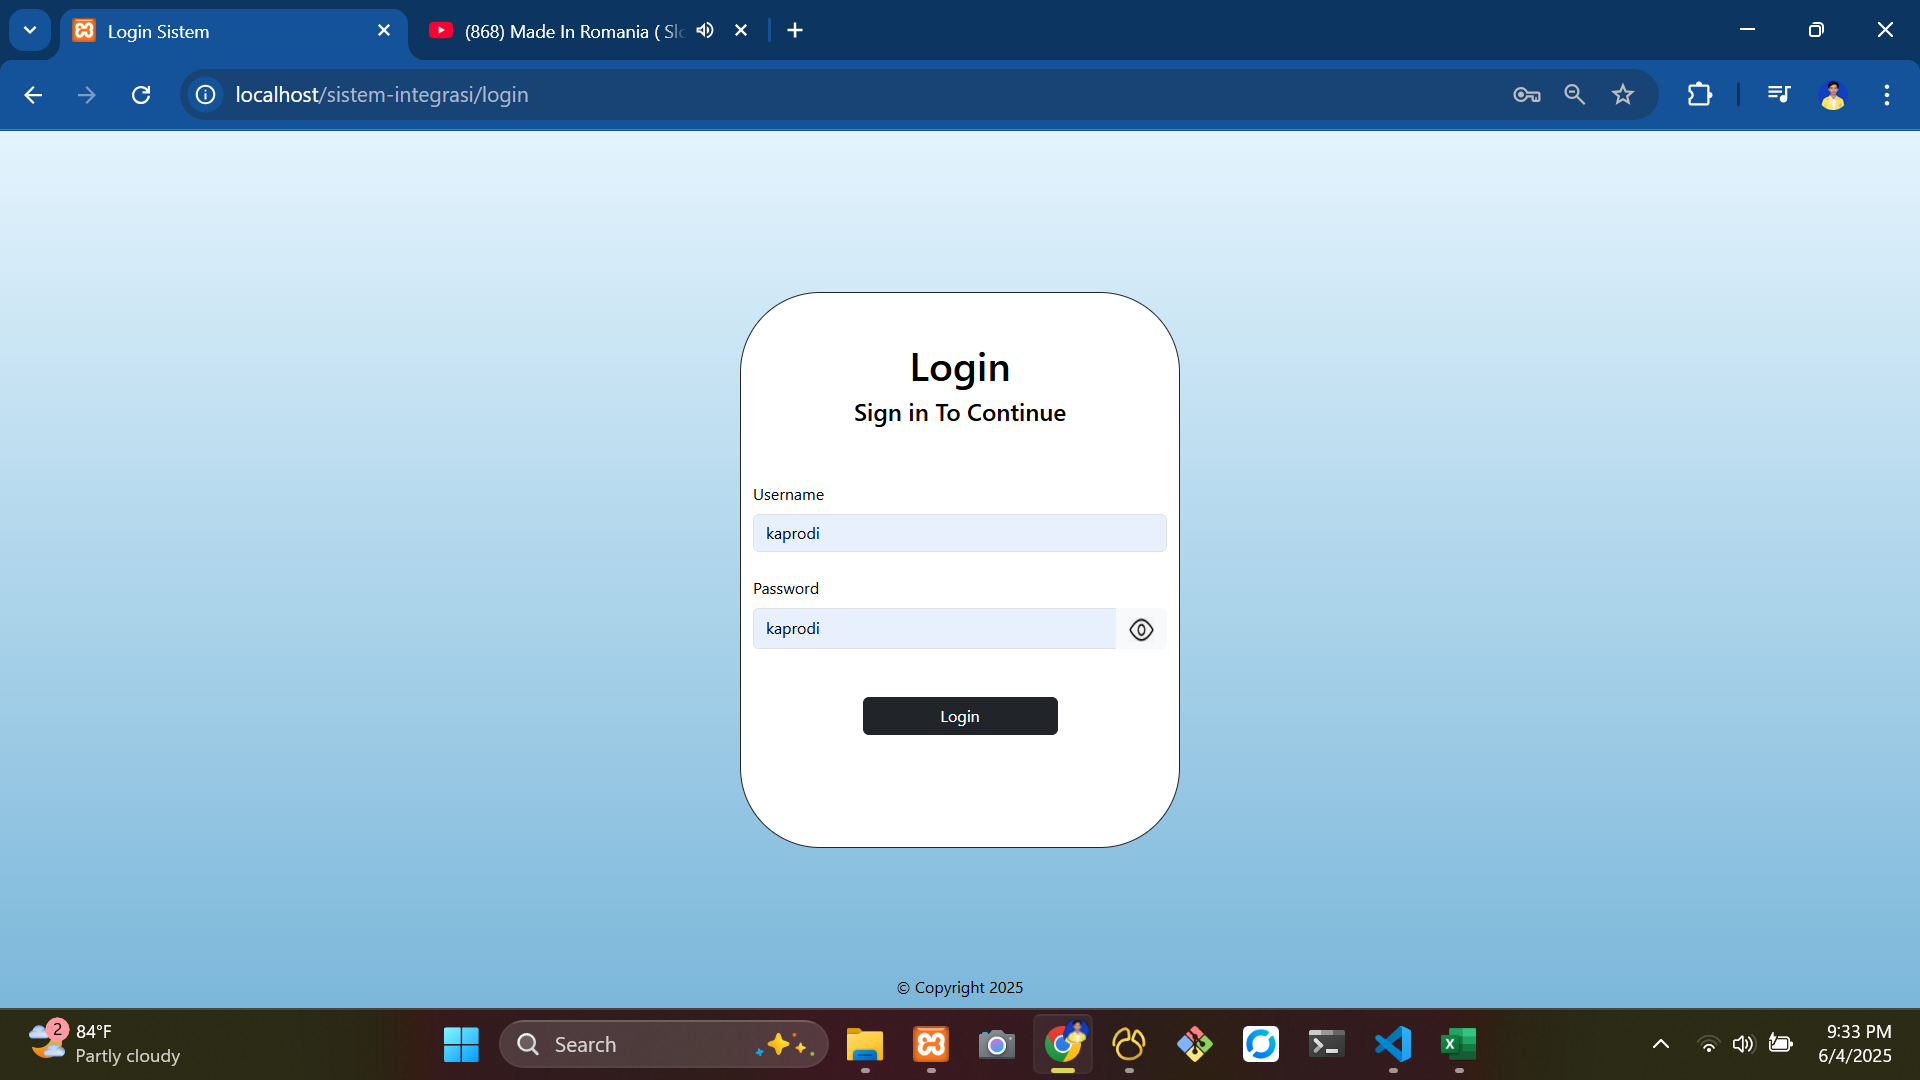 Login Sistem
(868) Made In Romania ( Slo
localhost/sistem-integrasi/login
Login
Sign in To Continue
Username
kaprodi
Password
kaprodi
Login
© Copyright 2025
2
84°F
Partly cloudy
Search
9:33 PM
6/4/2025